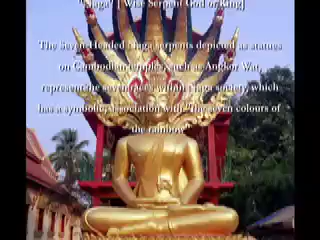 "Naga" [ Wise Serpent God or King]
The Seven-Headed Naga serpents depicted as statues
on Cambodian temples, such as Angkor Wat,
represent the seven races within Naga society, which
has a symbolic association with "the seven colours of
the rainbow"